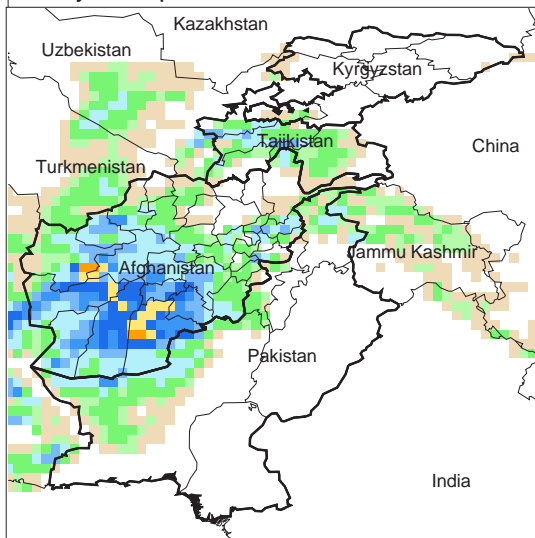 Kazakhstan
Uzbekistan
Kyrgyzstan
Tajikistan
China
Turkmenistan
Afghanistan
Jammu Kashmir
Pakistan
India